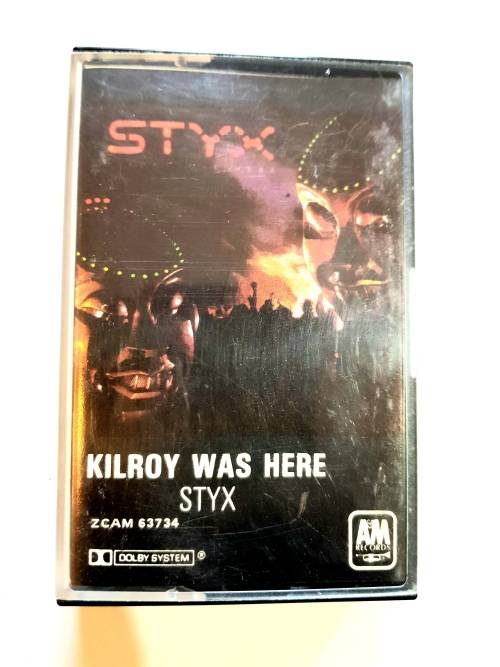 STYX
KILROY WAS HERE
STYX
ZCAM 63734
DOLBY SYSTEM ®
A&M
RECORDS